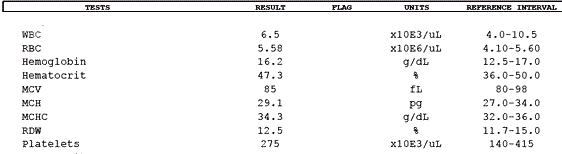 TESTS RESULT FLAG UNITS REFERENCE INTERVAL
WBC 6.5 x10E3/uL 4.0-10.5
RBC 5.58 x10E6/uL 4.10-5.60
Hemoglobin 16.2 g/dL 12.5-17.0
Hematocrit 47.3 % 36.0-50.0
MCV 85 fL 80-98
MCH 29.1 pg 27.0-34.0
MCHC 34.3 g/dL 32.0-36.0
RDW 12.5 % 11.7-15.0
Platelets 275 x10E3/uL 140-415